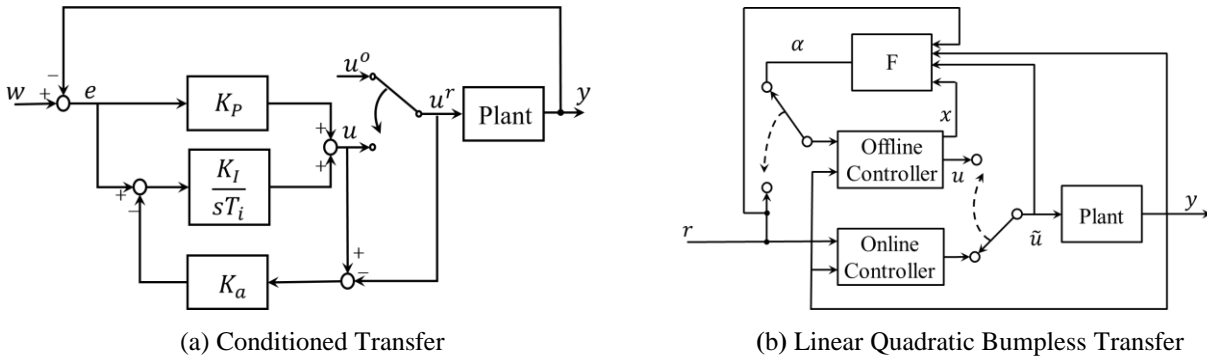 −
w
+
e
K_P
K_I
sT_i
+
−
K_a
+
+
u
u^o
u^r
+
−
Plant
y
(a) Conditioned Transfer
α
F
x
Offline
Controller
u
r
Online
Controller
ũ
Plant
y
(b) Linear Quadratic Bumpless Transfer